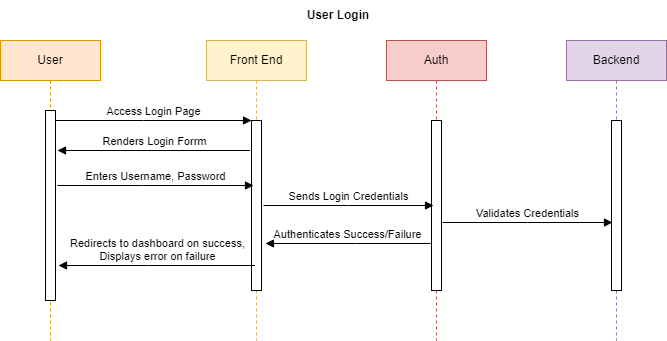 User Login
User
Front End
Auth
Backend
Access Login Page
Renders Login Forrm
Enters Username, Password
Sends Login Credentials
Validates Credentials
Authenticates Success/Failure
Redirects to dashboard on success,
Displays error on failure